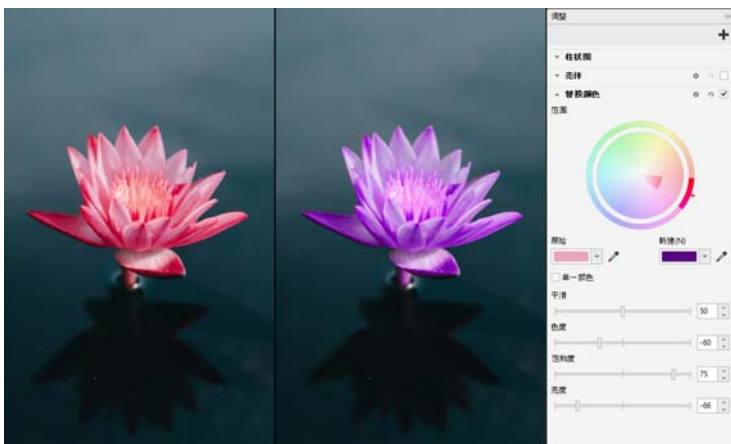 调整
柱状图
亮体
替换颜色
范围
原始
新建(N)
单一颜色
平滑
50
色度
-60
饱和度
75
亮度
-66